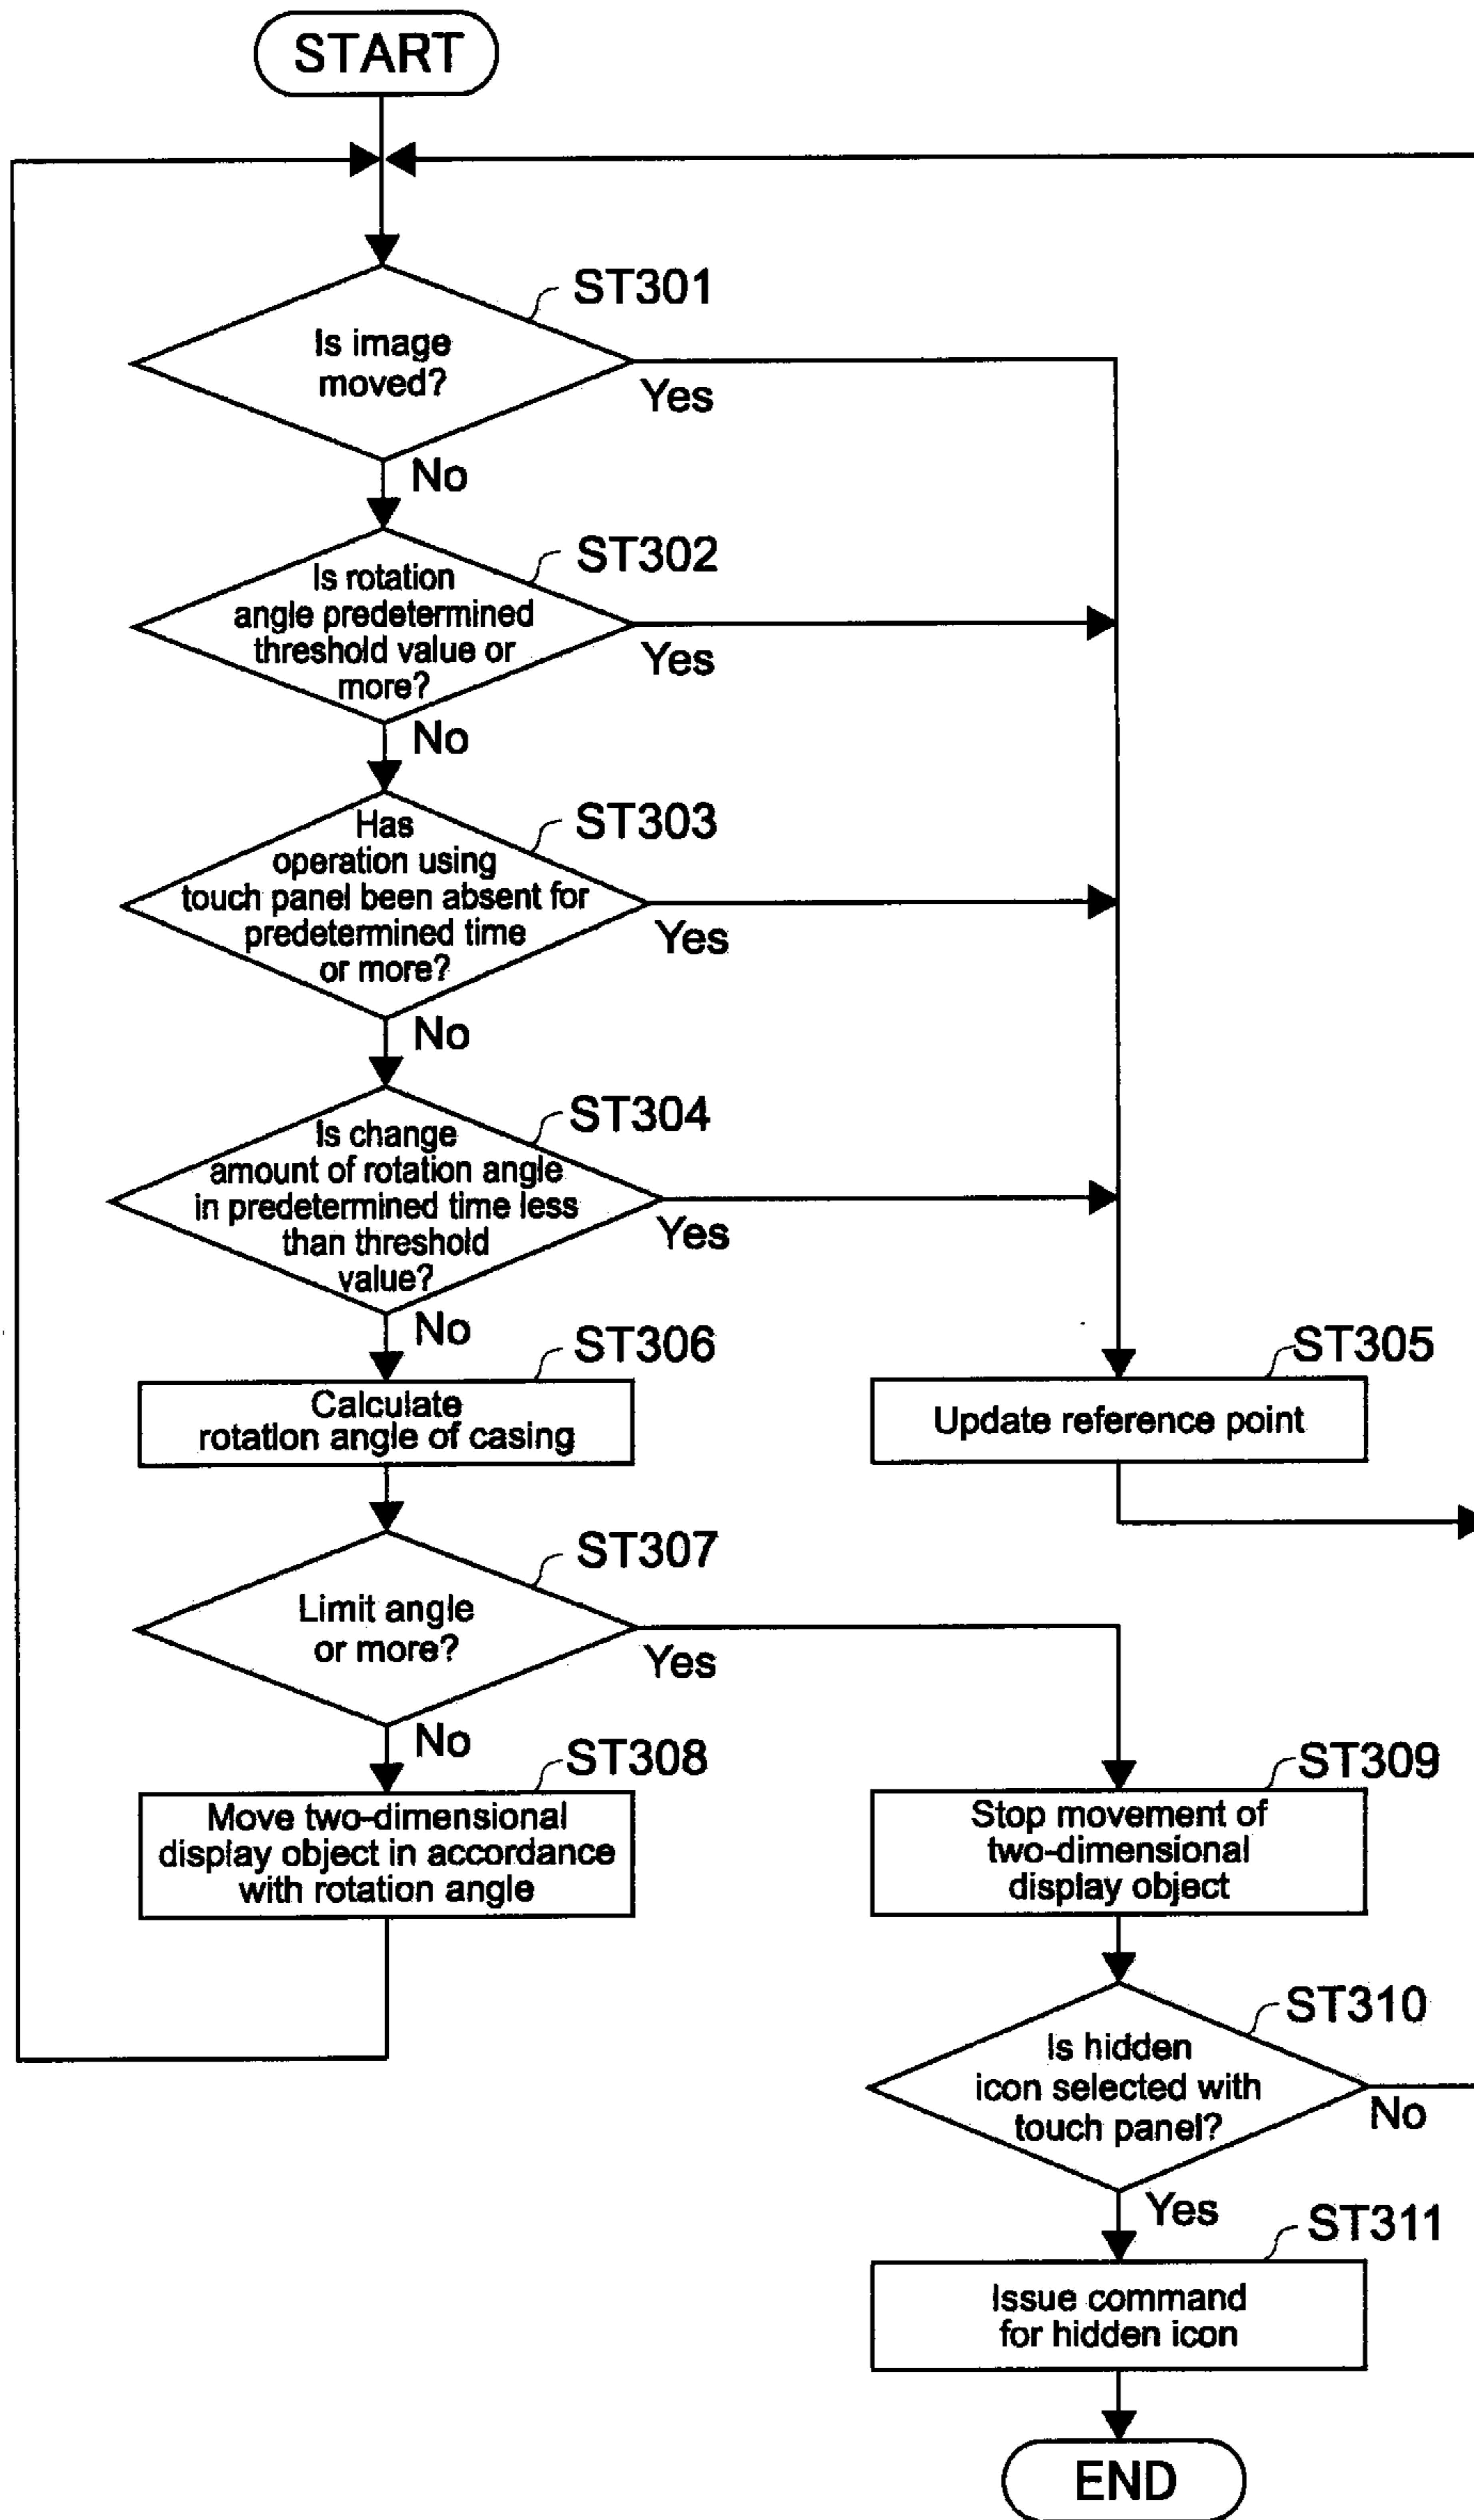 START
ST301
Is image
moved?
Yes
No
ST302
Is rotation
angle predetermined
threshold value or
more?
Yes
No
ST303
Has
operation using
touch panel been absent for
predetermined time
or more?
Yes
No
ST304
Is change
amount of rotation angle
in predetermined time less
than threshold
value?
Yes
No
ST306
Calculate
rotation angle of casing
ST305
Update reference point
ST307
Limit angle
or more?
Yes
No
ST308
Move two-dimensional
display object in accordance
with rotation angle
ST309
Stop movement of
two-dimensional
display object
ST310
Is hidden
icon selected with
touch panel?
No
Yes
ST311
Issue command
for hidden icon
END